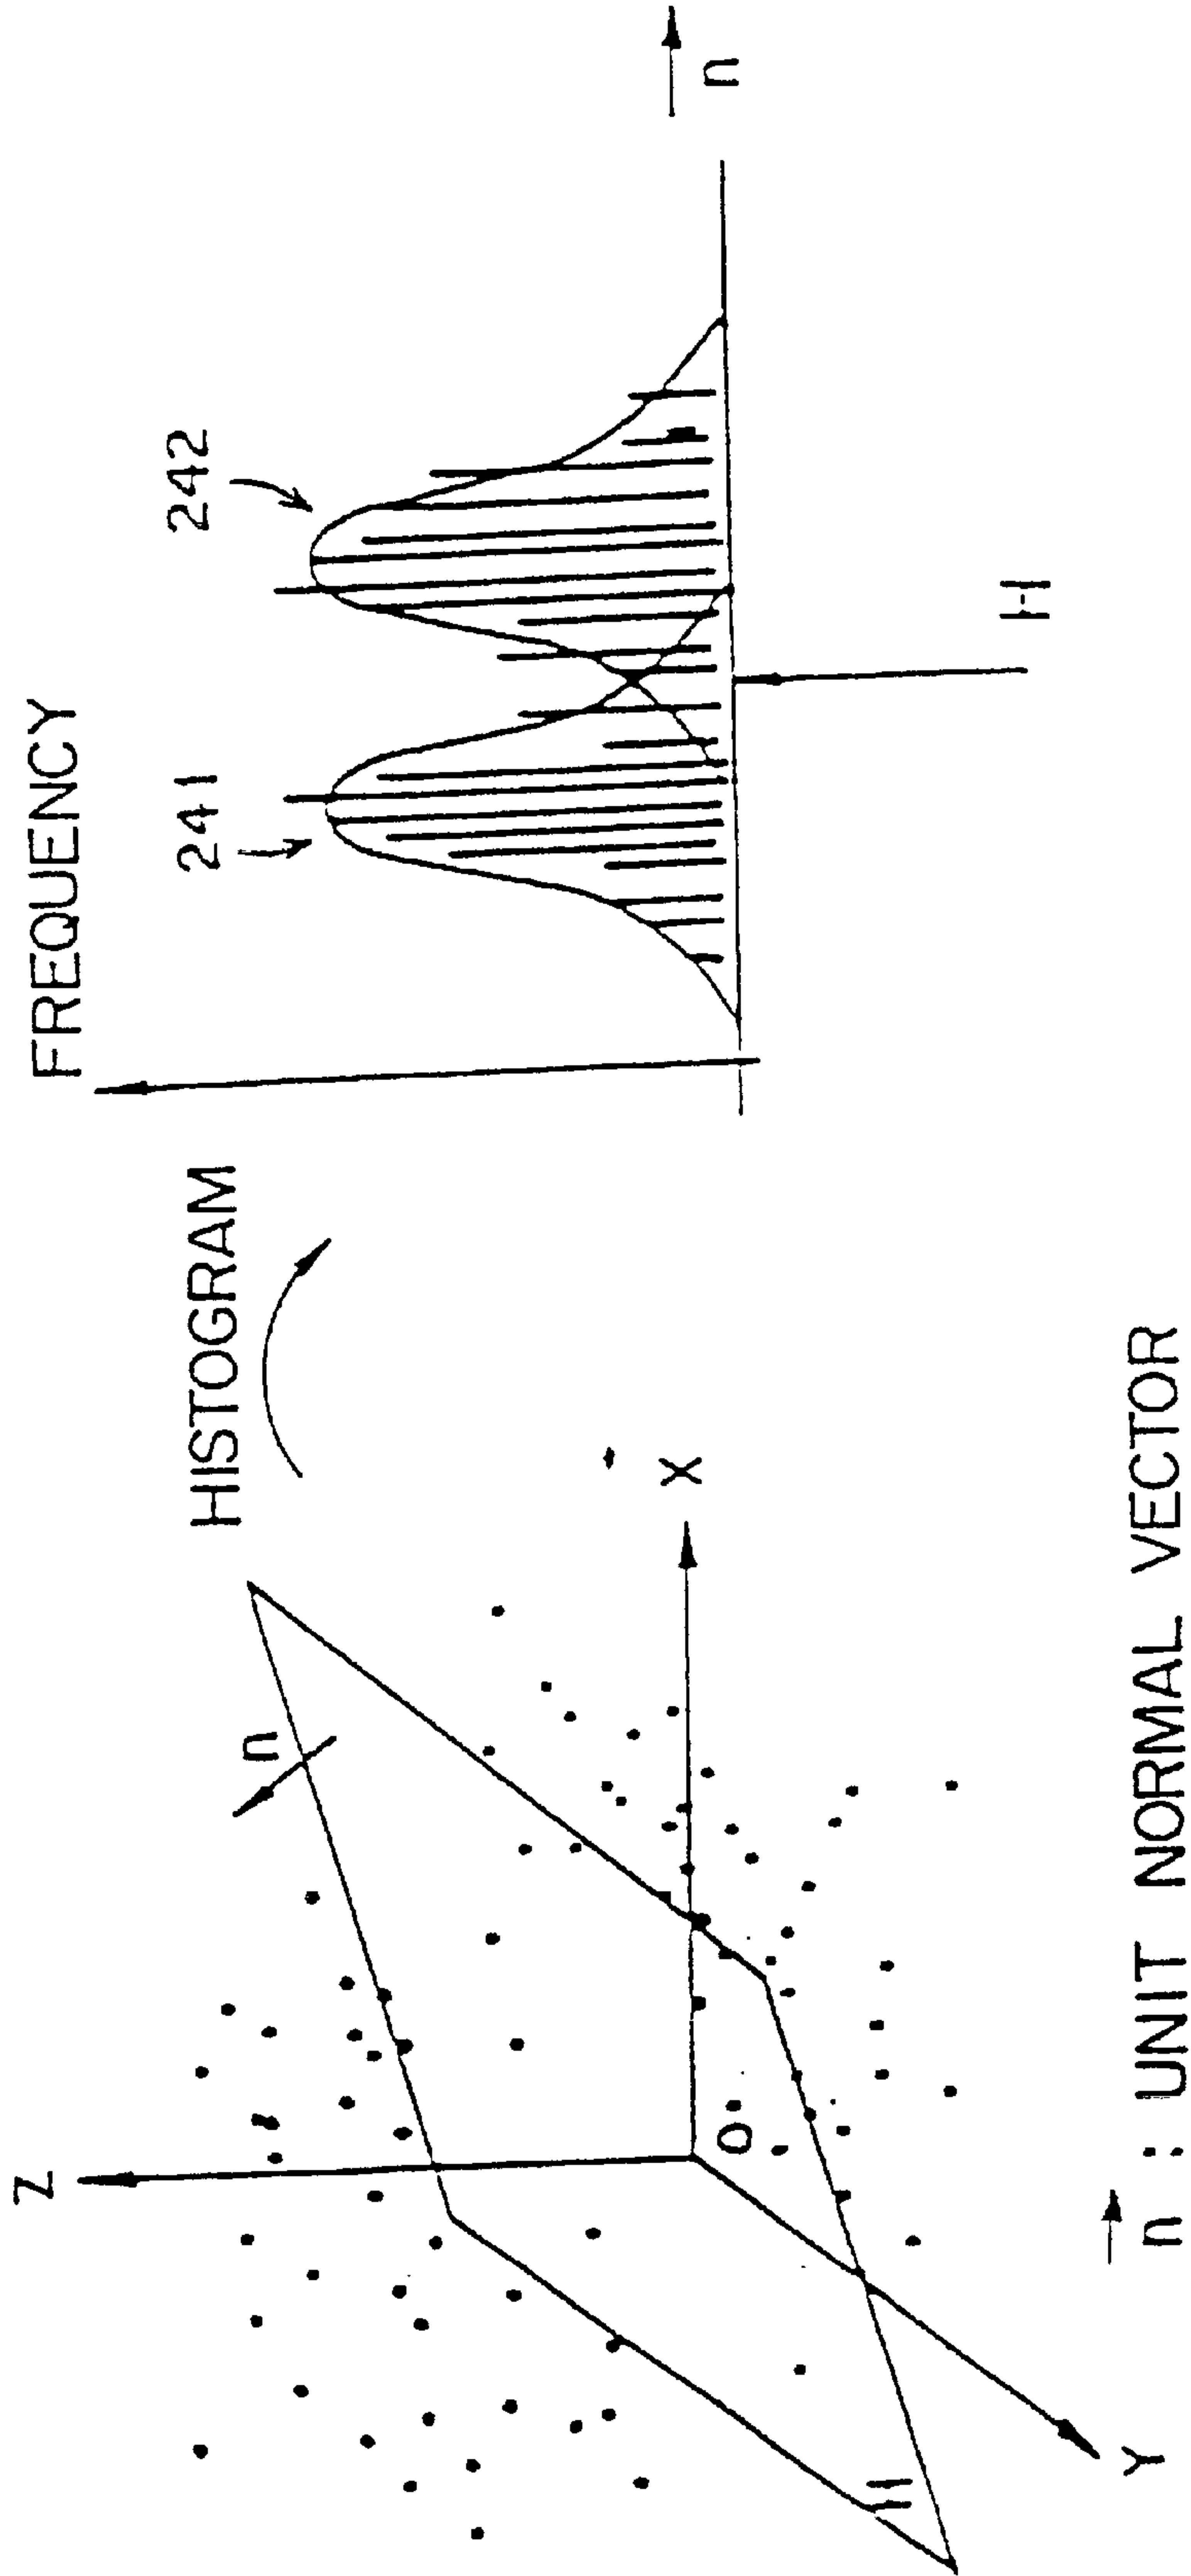 Z
n
HISTOGRAM
X
O
Y
H
n : UNIT NORMAL VECTOR
FREQUENCY
241
242
n
H